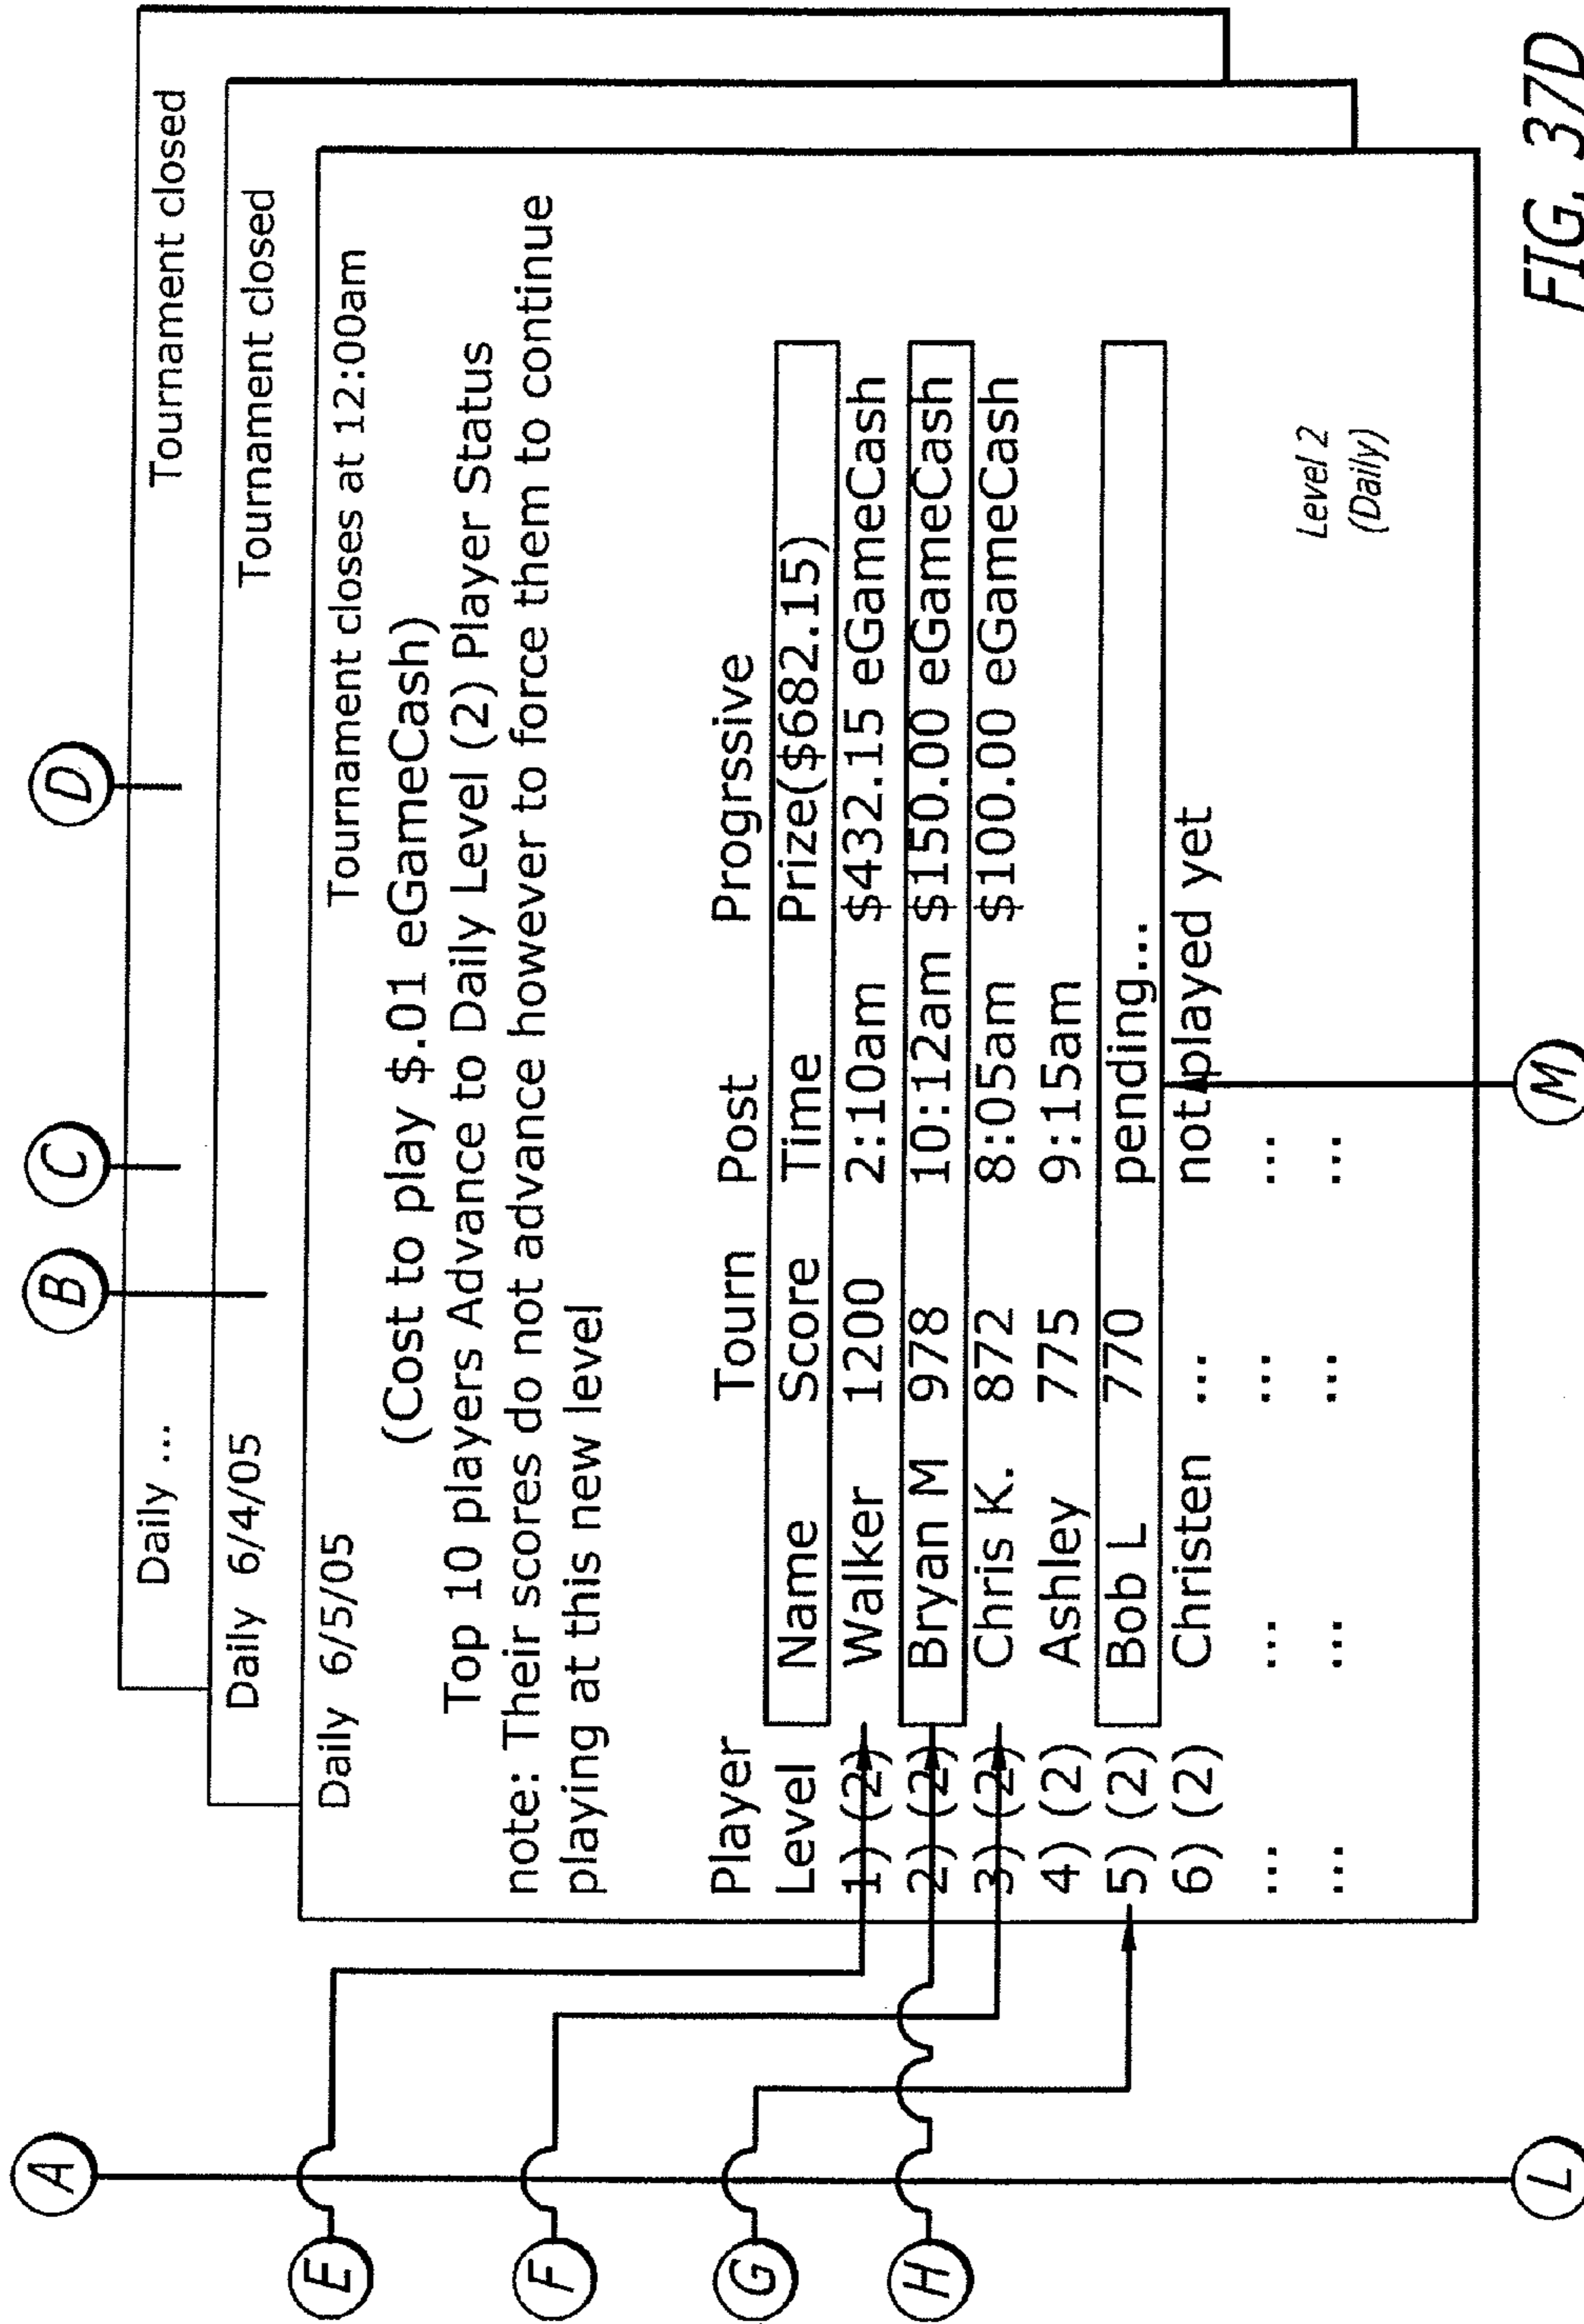 A
B
C
D
Daily ... Tournament closed
Daily 6/4/05 Tournament closed
Daily 6/5/05 Tournament closes at 12:00am
(Cost to play $.01 eGameCash)
Top 10 players Advance to Daily Level (2) Player Status
note: Their scores do not advance however to force them to continue
playing at this new level
Player Tourn Post Progrssive
Level Name Score Time Prize($682.15)
1) (2) Walker 1200 2:10am $432.15 eGameCash
2) (2) Bryan M 978 10:12am $150.00 eGameCash
3) (2) Chris K. 872 8:05am $100.00 eGameCash
4) (2) Ashley 775 9:15am
5) (2) Bob L 770 pending...
6) (2) Christen ... not played yet
... ... ... ...
... ... ... ...
Level 2
(Daily)
E
F
G
H
L
M
FIG. 37D